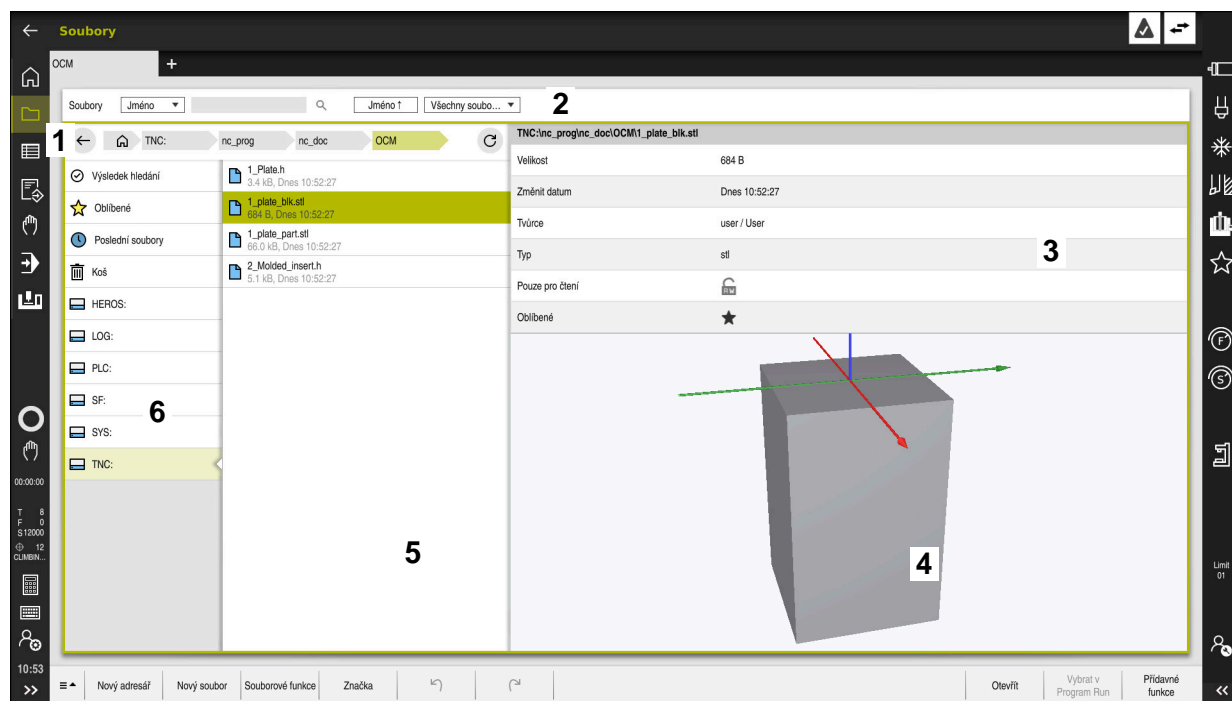 Soubory
OCM +
Soubory Jméno Jméno ↑ Všechny soubo... 2
1 TNC: nc_prog nc_doc OCM
TNC:\nc_prog\nc_doc\OCM\1_plate_blk.stl
Výsledek hledání
Oblíbené
Poslední soubory
Koš
HEROS:
LOG:
PLC:
SF:
6
SYS:
TNC:
1_Plate.h
3.4 kB, Dnes 10:52:27
1_plate_blk.stl
684 B, Dnes 10:52:27
1_plate_part.stl
66.0 kB, Dnes 10:52:27
2_Molded_insert.h
5.1 kB, Dnes 10:52:27
5
Velikost 684 B
Změnit datum Dnes 10:52:27
Tvůrce user / User
Typ stl
3
Pouze pro čtení RW
Oblíbené
4
00:00:00
T 8
F 0
S 12000
12
CLIMBIN...
10:53
F
S
Limit
01
Nový adresář Nový soubor Souborové funkce Značka Otevřít
Vybrat v
Program Run
Přídavné
funkce